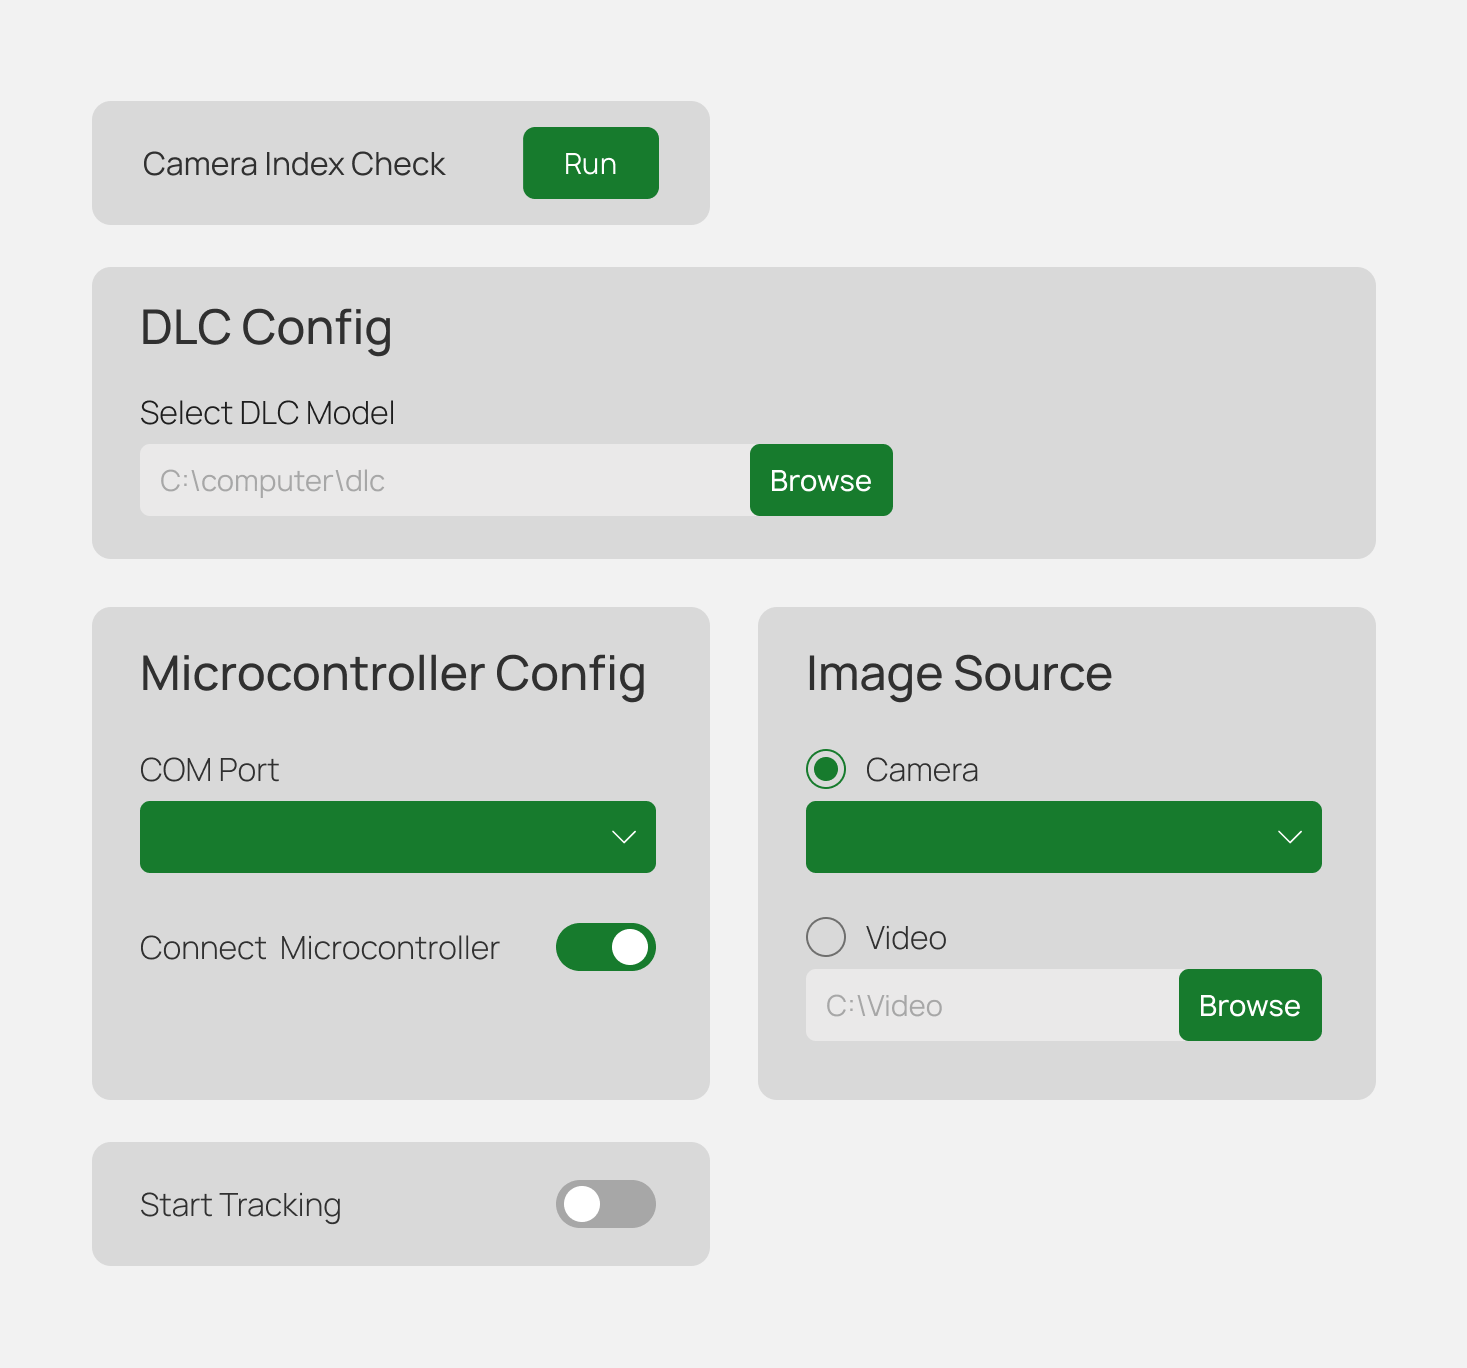 Camera Index Check
Run
DLC Config
Select DLC Model
C:\computer\dlc
Browse
Microcontroller Config
COM Port
Connect  Microcontroller
Image Source
Camera
Video
C:\Video
Browse
Start Tracking